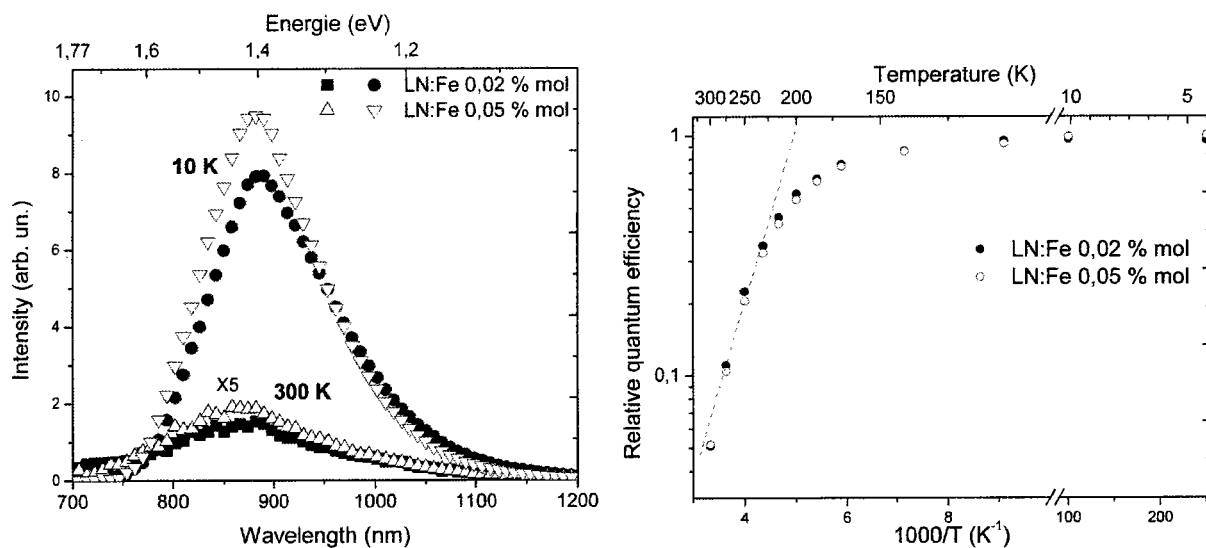 Energie (eV)
1,77 1,6 1,4 1,2
10
8
6
4
2
0
Intensity (arb. un.)
LN:Fe 0,02 % mol
LN:Fe 0,05 % mol
10 K
X5
300 K
700 800 900 1000 1100 1200
Wavelength (nm)
Temperature (K)
300 250 200 150 10 5
1
0,1
Relative quantum efficiency
LN:Fe 0,02 % mol
LN:Fe 0,05 % mol
4 6 8 100 200
1000/T (K⁻¹)